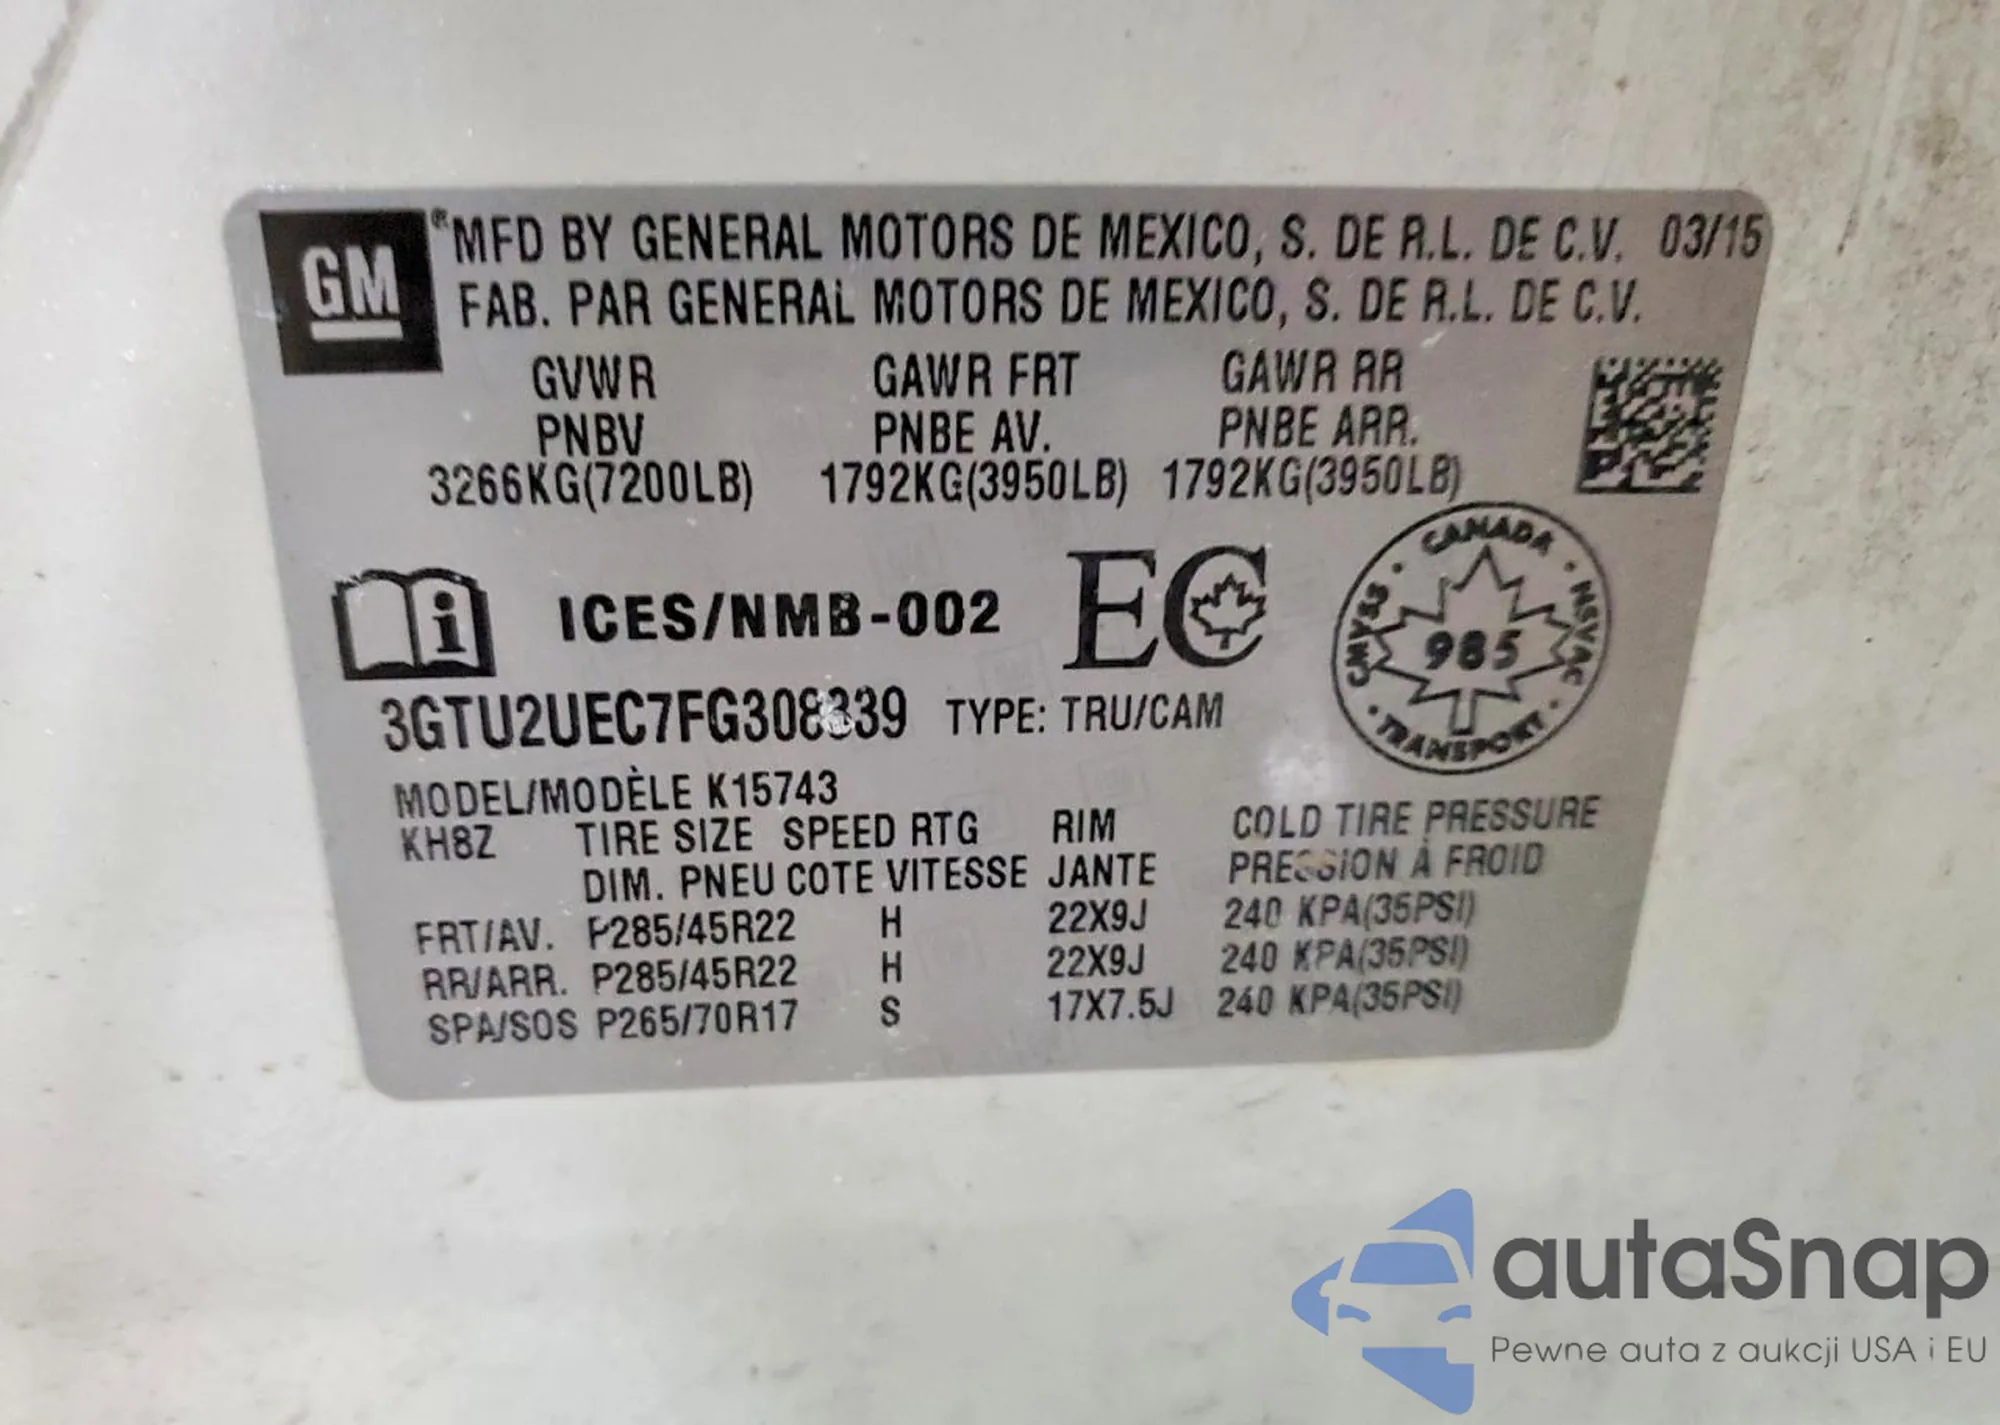 GM ® MFD BY GENERAL MOTORS DE MEXICO, S. DE R.L. DE C.V. 03/15
FAB. PAR GENERAL MOTORS DE MEXICO, S. DE R.L. DE C.V.
GVWR GAWR FRT GAWR RR
PNBV PNBE AV. PNBE ARR.
3266KG(7200LB) 1792KG(3950LB) 1792KG(3950LB)
i ICES/NMB-002 EC
CANADA · NSVAC · TRANSPORT · CMVSS ·
985
TYPE: TRU/CAM
MODEL/MODÈLE K15743
KH8Z TIRE SIZE SPEED RTG RIM COLD TIRE PRESSURE
DIM. PNEU COTE VITESSE JANTE PRESSION À FROID
FRT/AV. P285/45R22 H 22X9J 240 KPA(35PSI)
RR/ARR. P285/45R22 H 22X9J 240 KPA(35PSI)
SPA/SOS P265/70R17 S 17X7.5J 240 KPA(35PSI)
autaSnap
Pewne auta z aukcji USA i EU